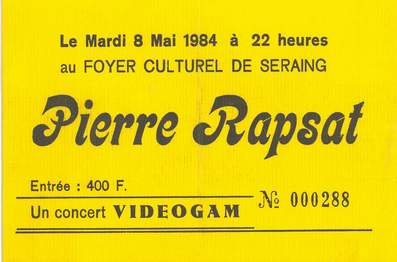 Le Mardi 8 Mai 1984 à 22 heures
au FOYER CULTUREL DE SERAING
Pierre Rapsat
Entrée : 400 F.
Un concert VIDEOGAM
№ 000288